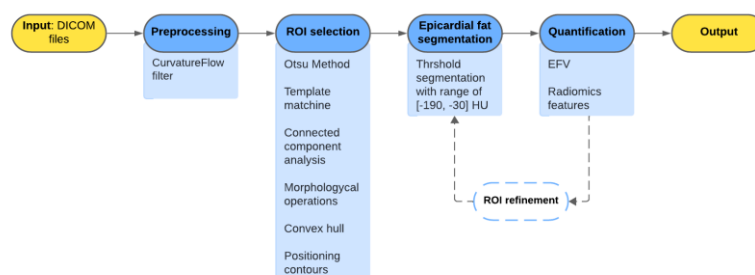 Input: DICOM
files
Preprocessing
CurvatureFlow
filter
ROI selection
Otsu Method
Template
matchine
Connected
component
analysis
Morphologycal
operations
Convex hull
Positioning
contours
Epicardial fat
segmentation
Thrshold
segmentation
with range of
[-190, -30] HU
Quantification
EFV
Radiomics
features
Output
ROI refinement